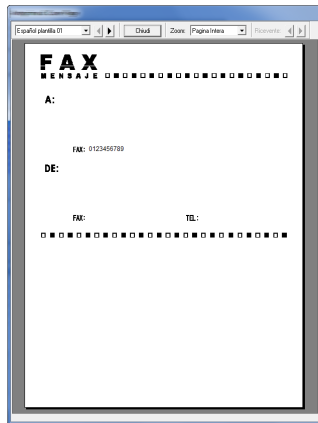 Español plantilla 01 Chiudi Zoom: Pagina Intera Ricevente:
FAX
MENSAJE
A:
FAX: 0123456789
DE:
FAX: TEL: